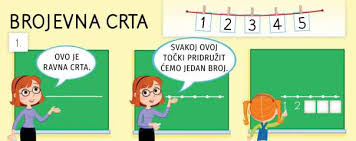 BROJEVNA CRTA
1 2 3 4 5
1.
OVO JE
RAVNA CRTA.
SVAKOJ OVOJ
TOČKI PRIDRUŽIT
ĆEMO JEDAN BROJ.
1 2